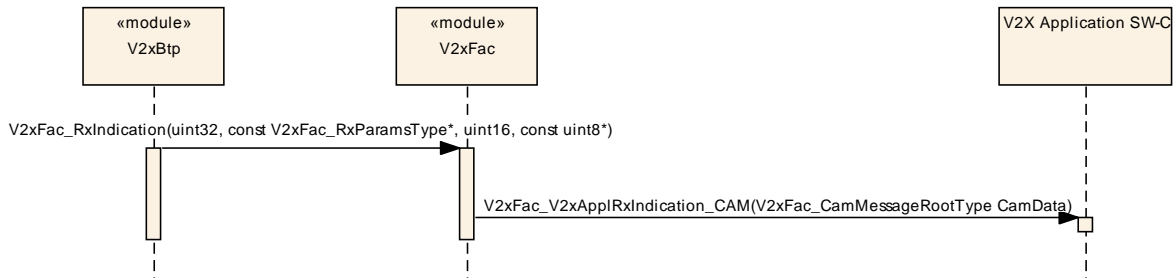 «module»
V2xBtp
«module»
V2xFac
V2X Application SW-C
V2xFac_RxIndication(uint32, const V2xFac_RxParamsType*, uint16, const uint8*)
V2xFac_V2xApplRxIndication_CAM(V2xFac_CamMessageRootType CamData)